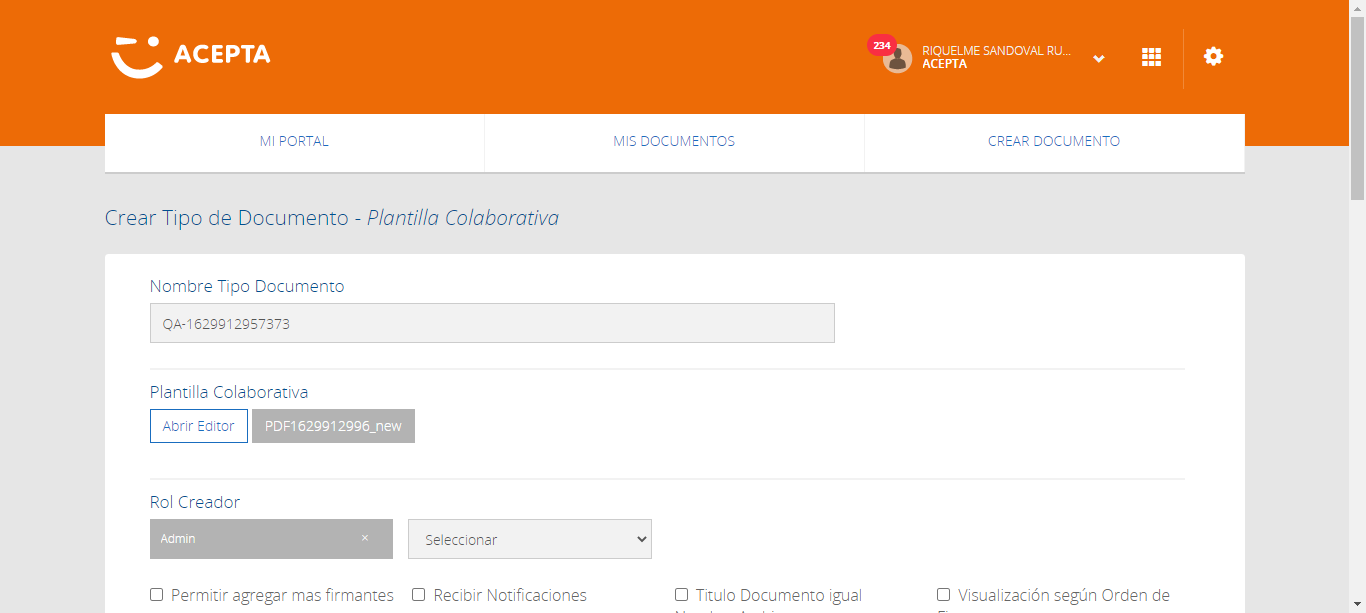 ACEPTA
234
RIQUELME SANDOVAL RU...
ACEPTA
MI PORTAL
MIS DOCUMENTOS
CREAR DOCUMENTO
Crear Tipo de Documento - Plantilla Colaborativa
Nombre Tipo Documento
QA-1629912957373
Plantilla Colaborativa
Abrir Editor
PDF1629912996_new
Rol Creador
Admin ×
Seleccionar
Permitir agregar mas firmantes
Recibir Notificaciones
Titulo Documento igual
Visualización según Orden de